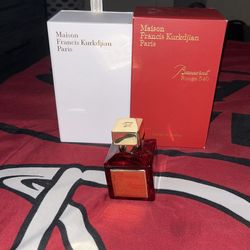 Maison
Francis Kurkdjian
Paris
Maison
Francis Kurkdjian
Paris
Baccarat
Rouge 540